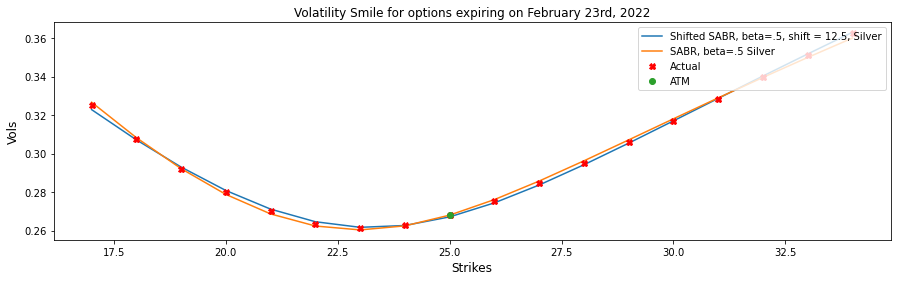 Volatility Smile for options expiring on February 23rd, 2022
Shifted SABR, beta=.5, shift = 12.5, Silver
SABR, beta=.5 Silver
Actual
ATM
0.36
0.34
0.32
0.30
0.28
0.26
Vols
17.5
20.0
22.5
25.0
27.5
30.0
32.5
Strikes